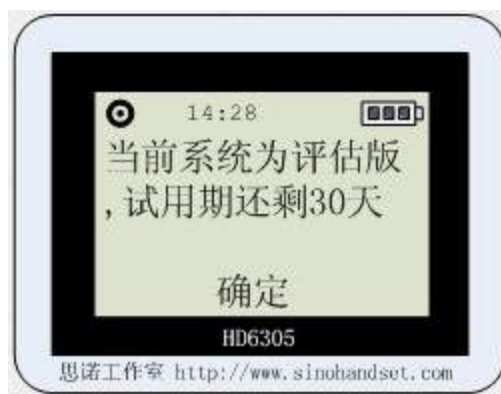 14:28
当前系统为评估版
,试用期还剩30天
确定
HD6305
思诺工作室 http://www.sinohandset.com